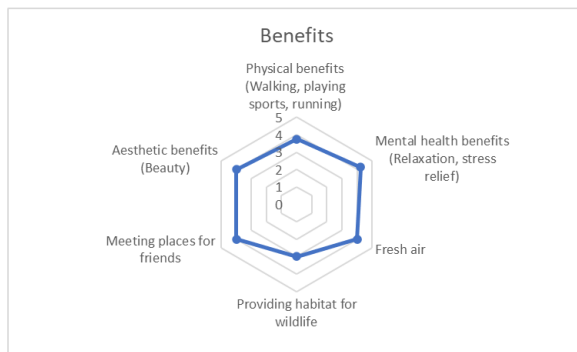 Benefits
Physical benefits
(Walking, playing
sports, running)
5
4
3
2
1
0
Mental health benefits
(Relaxation, stress
relief)
Fresh air
Providing habitat for
wildlife
Meeting places for
friends
Aesthetic benefits
(Beauty)